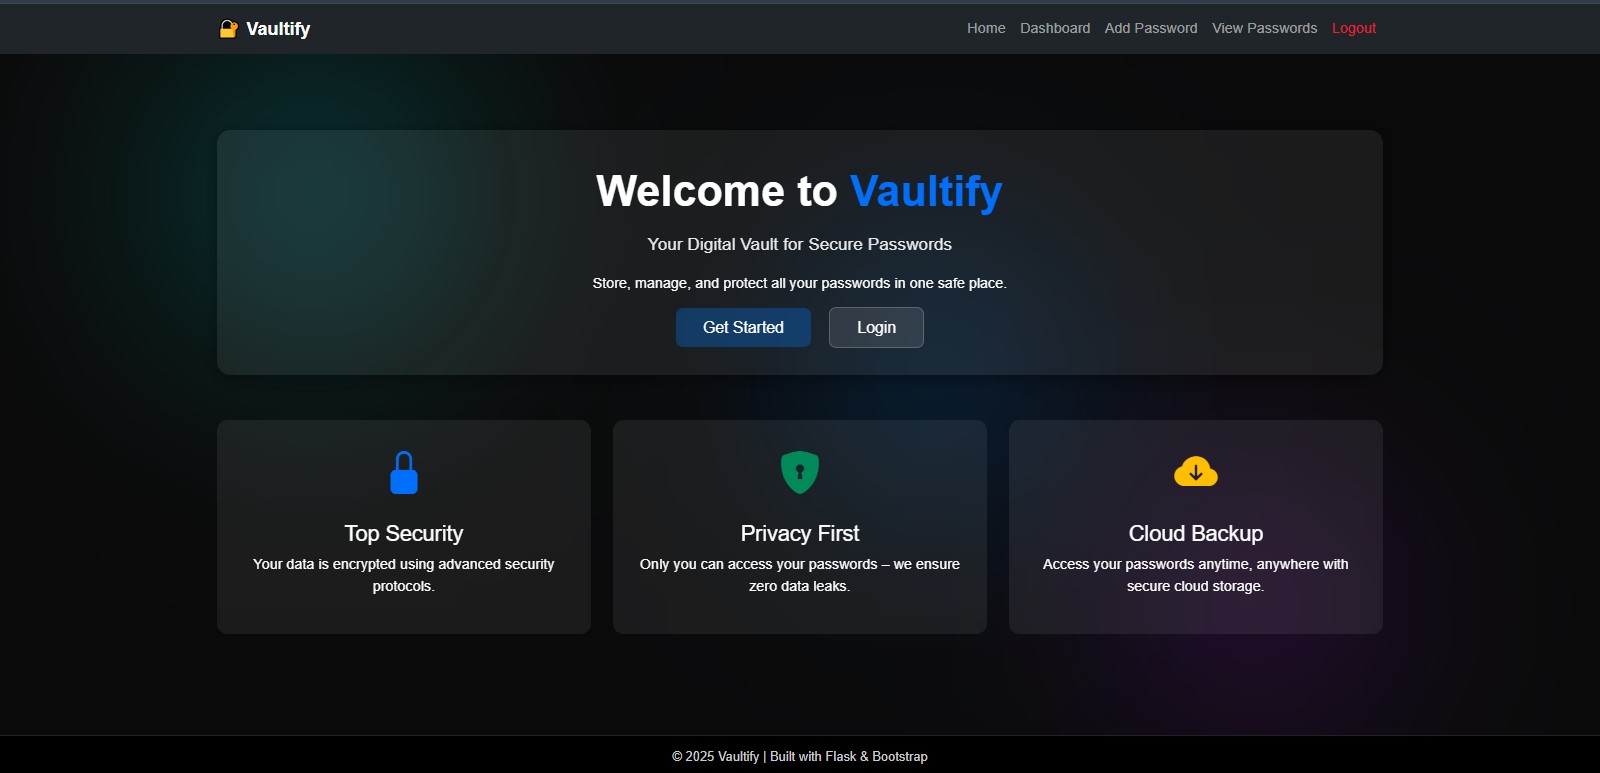 Vaultify
Home Dashboard Add Password View Passwords Logout
Welcome to Vaultify
Your Digital Vault for Secure Passwords
Store, manage, and protect all your passwords in one safe place.
Get Started Login
Top Security
Your data is encrypted using advanced security
protocols.
Privacy First
Only you can access your passwords – we ensure
zero data leaks.
Cloud Backup
Access your passwords anytime, anywhere with
secure cloud storage.
© 2025 Vaultify | Built with Flask & Bootstrap